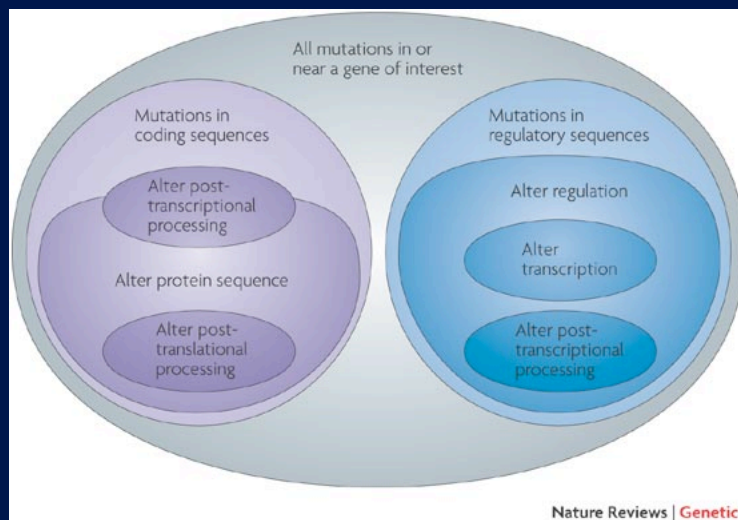 All mutations in or
near a gene of interest
Mutations in
coding sequences
Alter post-
transcriptional
processing
Alter protein sequence
Alter post-
translational
processing
Mutations in
regulatory sequences
Alter regulation
Alter
transcription
Alter post-
transcriptional
processing
Nature Reviews | Genetic